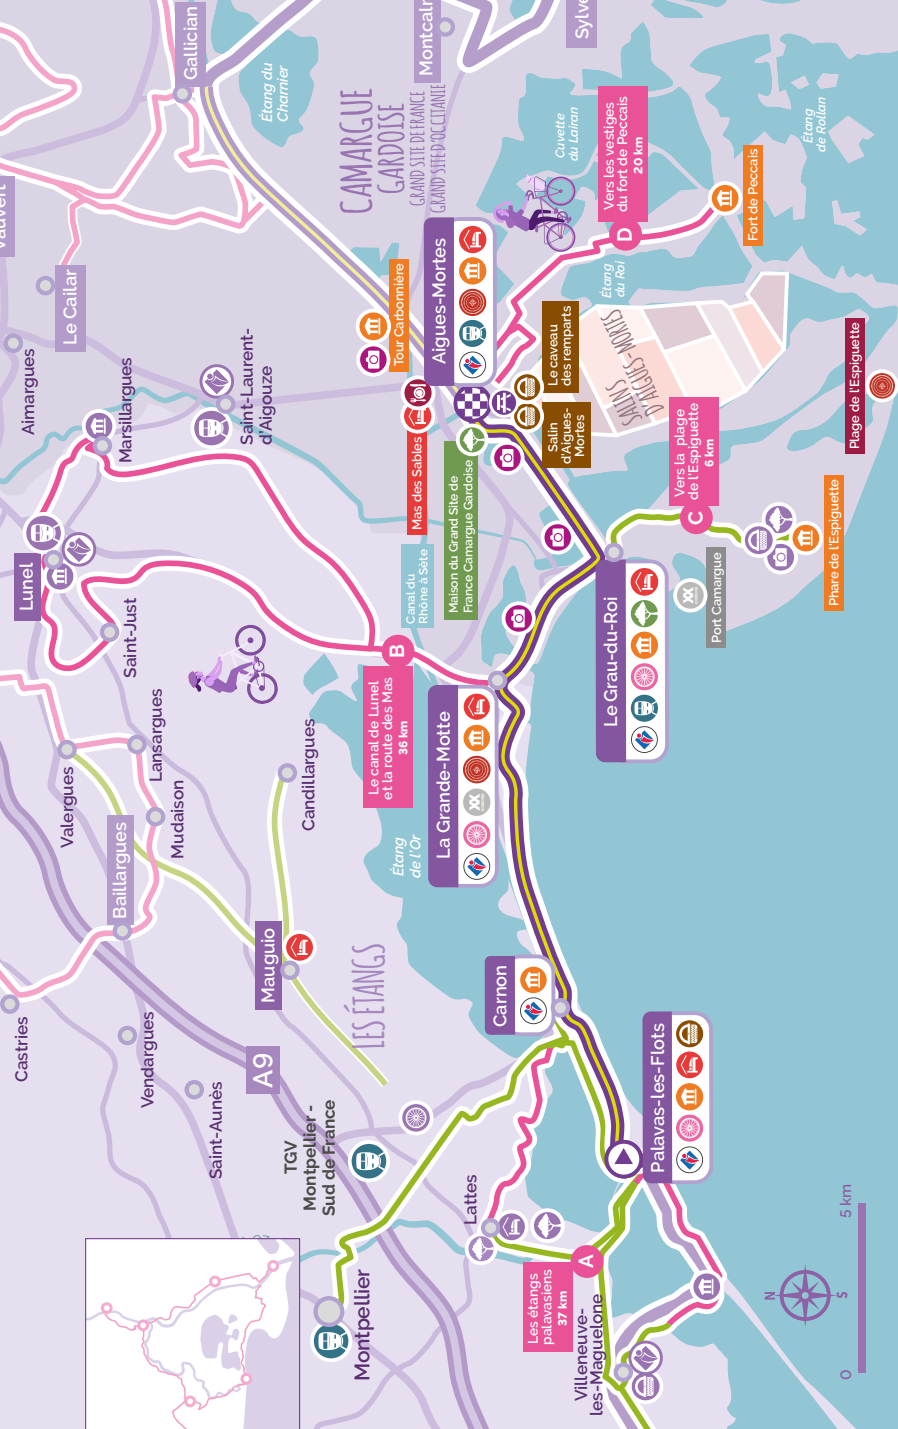 Gallician
Étang du
Charnier
Montcalm
Sylve
CAMARGUE
GARDOISE
GRAND SITE DE FRANCE
GRAND SITE D'OCCITANIE
Étang
de Rollan
Cuvette
du Lairan
Vers les vestiges
du fort de Peccais
20 km
D
Fort de Peccais
Vauvert
Le Cailar
Aimargues
Marsillargues
Saint-Laurent-
d'Aigouze
Tour Carbonnière
Aigues-Mortes
Étang
du Roi
SALINS
D'AIGUES-MORTES
Le caveau
des remparts
Salin
d'Aigues-
Mortes
Mas des Sables
Maison du Grand Site de
France Camargue Gardoise
Vers la plage
de l'Espiguette
6 km
C
Plage de l'Espiguette
Phare de l'Espiguette
Port Camargue
Lunel
Saint-Just
Canal du
Rhône à Sète
B
Le canal de Lunel
et la route des Mas
36 km
Le Grau-du-Roi
La Grande-Motte
Lansargues
Valergues
Mudaison
Candillargues
Baillargues
Étang
de l'Or
Mauguio
LES ÉTANGS
Castries
Vendargues
Saint-Aunès
A9
Carnon
Palavas-les-Flots
TGV
Montpellier -
Sud de France
Lattes
A
Les étangs
palavasiens
37 km
Montpellier
Villeneuve-
les-Maguelone
N
S
0
5 km